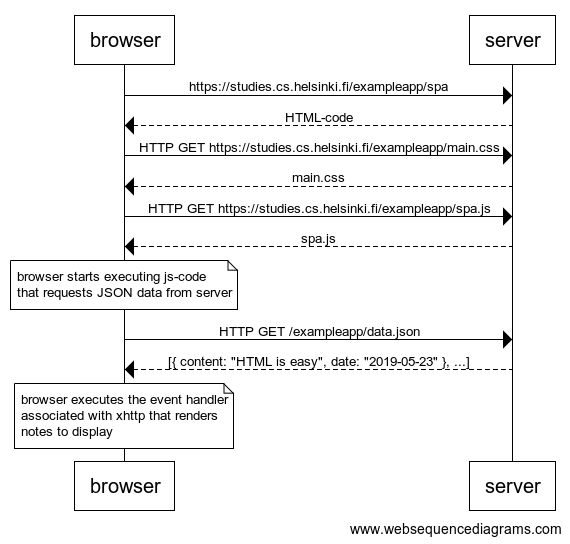 browser
server
https://studies.cs.helsinki.fi/exampleapp/spa
HTML-code
HTTP GET https://studies.cs.helsinki.fi/exampleapp/main.css
main.css
HTTP GET https://studies.cs.helsinki.fi/exampleapp/spa.js
spa.js
browser starts executing js-code
that requests JSON data from server
HTTP GET /exampleapp/data.json
[{ content: "HTML is easy", date: "2019-05-23" }, ...]
browser executes the event handler
associated with xhttp that renders
notes to display
browser
server
www.websequencediagrams.com